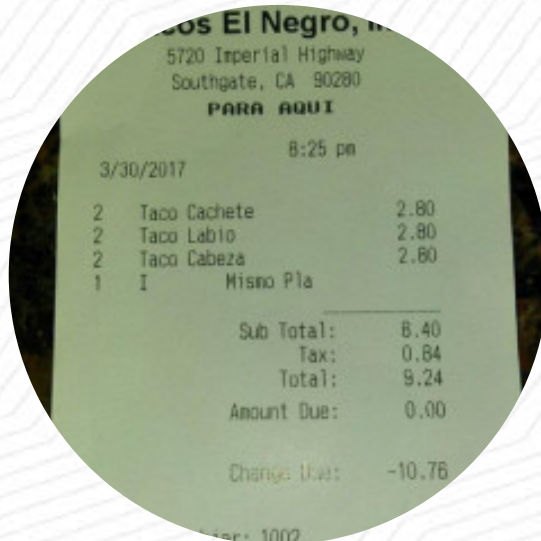 cos El Negro,
5720 Imperial Highway
Southgate, CA 90280
PARA AQUI
8:25 pm
3/30/2017
2 Taco Cachete 2.80
2 Taco Labio 2.80
2 Taco Cabeza 2.80
1 I Mismo Pla
Sub Total: 8.40
Tax: 0.84
Total: 9.24
Amount Due: 0.00
Change Due: -10.76
1002